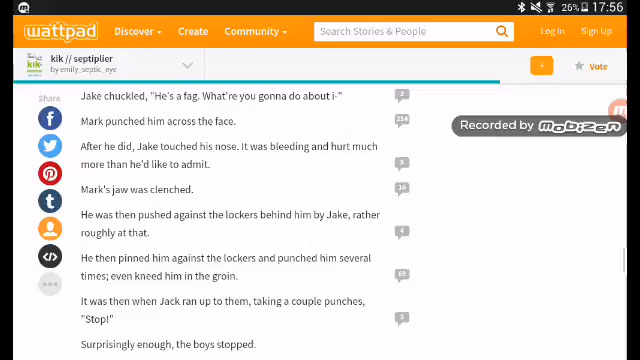 26% 17:56
wattpad Discover Create Community Search Stories & People Log In Sign Up
kik // septiplier
by emily_septic_eye
Vote
Share
Jake chuckled, "He's a fag. What're you gonna do about i-"
3
Mark punched him across the face.
214
After he did, Jake touched his nose. It was bleeding and hurt much
more than he'd like to admit.
Recorded by mobizen
Mark's jaw was clenched.
16
He was then pushed against the lockers behind him by Jake, rather
roughly at that.
4
He then pinned him against the lockers and punched him several
times; even kneed him in the groin.
69
It was then when Jack ran up to them, taking a couple punches,
"Stop!"
3
Surprisingly enough, the boys stopped.